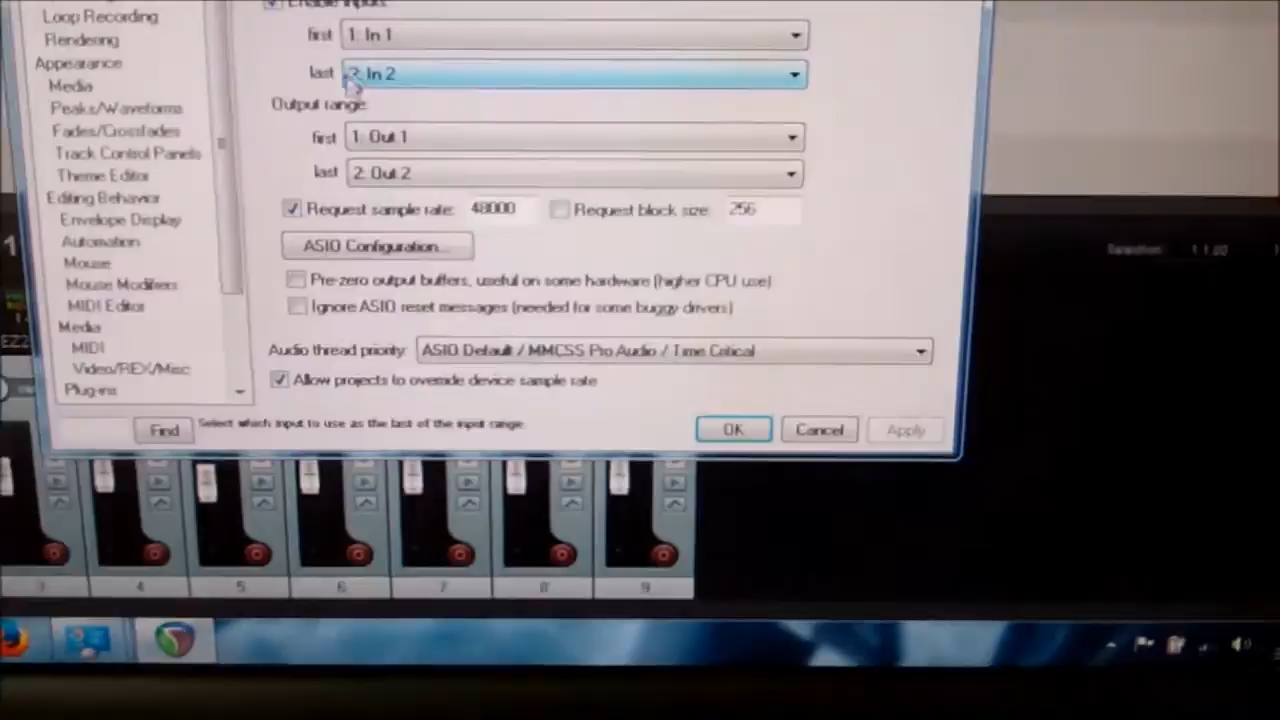 Loop Recording
Rendering
Appearance
Media
Peaks/Waveforms
Fades/Crossfades
Track Control Panels
Theme Editor
Editing Behavior
Envelope Display
Automation
Mouse
Mouse Modifiers
MIDI Editor
Media
MIDI
Video/REX/Misc
Plug-ins
Find
Enable inputs:
first 1: In 1
last 2: In 2
Output range:
first 1: Out 1
last 2: Out 2
Request sample rate: 48000 Request block size: 256
ASIO Configuration...
Pre-zero output buffers, useful on some hardware (higher CPU use)
Ignore ASIO reset messages (needed for some buggy drivers)
Audio thread priority: ASIO Default / MMCSS Pro Audio / Time Critical
Allow projects to override device sample rate
Select which input to use as the last of the input range.
OK Cancel Apply
1
EZ2
3 4 5 6 7 8 9